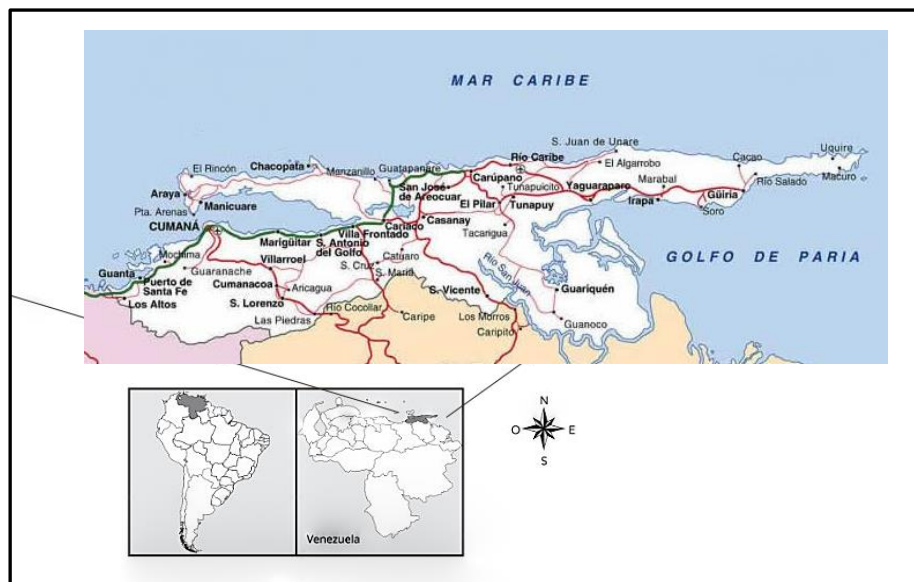 MAR CARIBE
S. Juan de Unare
Uquire
El Rincón
Chacopata
Manzanillo
Guatapanare
Río Caribe
El Algarrobo
Cacao
Macuro
Araya
San José
de Areocuar
Carúpano
Tunapuicito
Yaguaraparo
Marabal
Río Salado
Manicuare
Pta. Arenas
El Pilar
Tunapuy
Irapa
Güiria
Soro
CUMANÁ
Cariaco
Casanay
Marigüitar
S. Antonio
del Golfo
Villa Frontado
Tacarigua
Mochima
Villarroel
Catuaro
GOLFO DE PARIA
Guanta
Guaranache
S. Cruz
S. María
Río San Juan
Puerto de
Santa Fe
Cumanacoa
Aricagua
S. Vicente
Guariquén
Los Altos
S. Lorenzo
Río Cocollar
Las Piedras
Caripe
Los Morros
Caripito
Guanoco
N
O
E
S
Venezuela